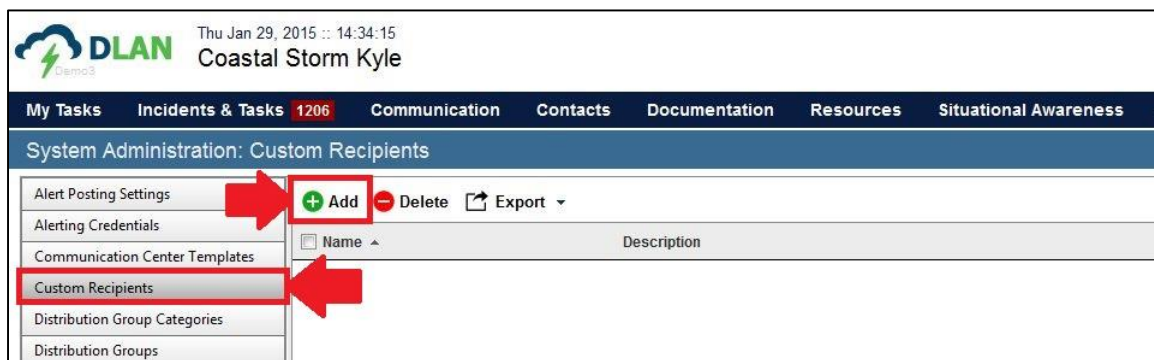 DLAN
Demo3
Thu Jan 29, 2015 :: 14:34:15
Coastal Storm Kyle
My Tasks Incidents & Tasks 1206 Communication Contacts Documentation Resources Situational Awareness
System Administration: Custom Recipients
Alert Posting Settings
Alerting Credentials
Communication Center Templates
Custom Recipients
Distribution Group Categories
Distribution Groups
Add Delete Export
Name Description